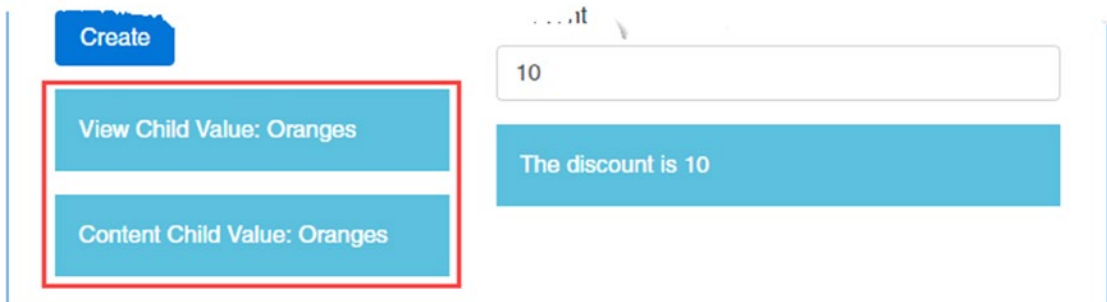 Create
View Child Value: Oranges
Content Child Value: Oranges
10
The discount is 10